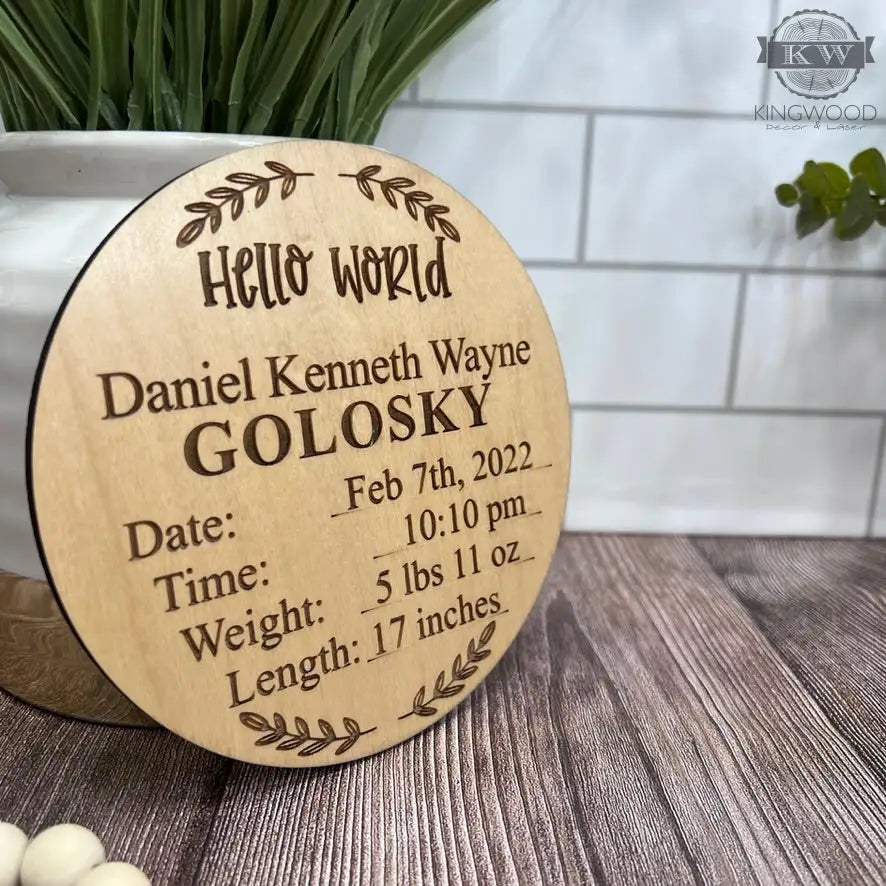 KW
KINGWOOD
Decor & Laser
Hello World
Daniel Kenneth Wayne
GOLOSKY
Date: Feb 7th, 2022
Time: 10:10 pm
Weight: 5 lbs 11 oz
Length: 17 inches